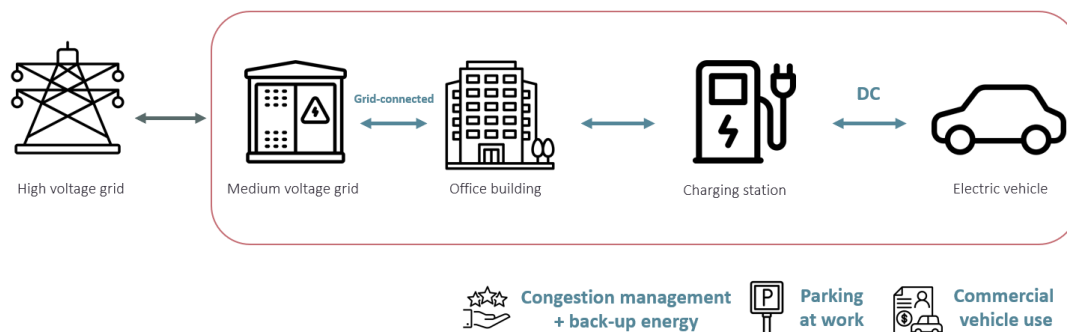 Grid-connected
DC
High voltage grid
Medium voltage grid
Office building
Charging station
Electric vehicle
P
$
Congestion management
+ back-up energy
Parking
at work
Commercial
vehicle use